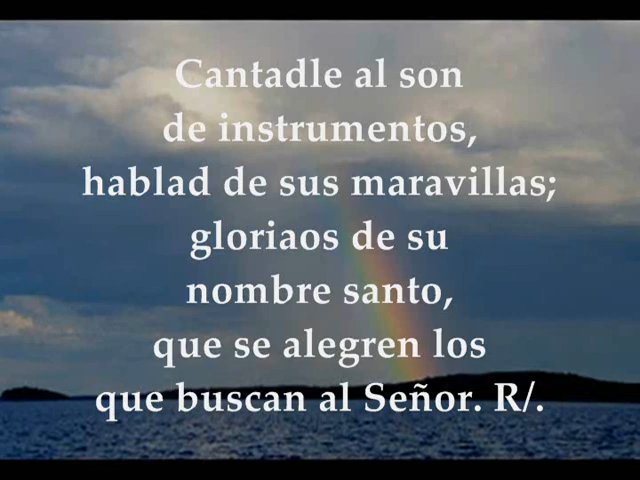 Cantadle al son
de instrumentos,
hablad de sus maravillas;
gloriaos de su
nombre santo,
que se alegren los
que buscan al Señor. R/.